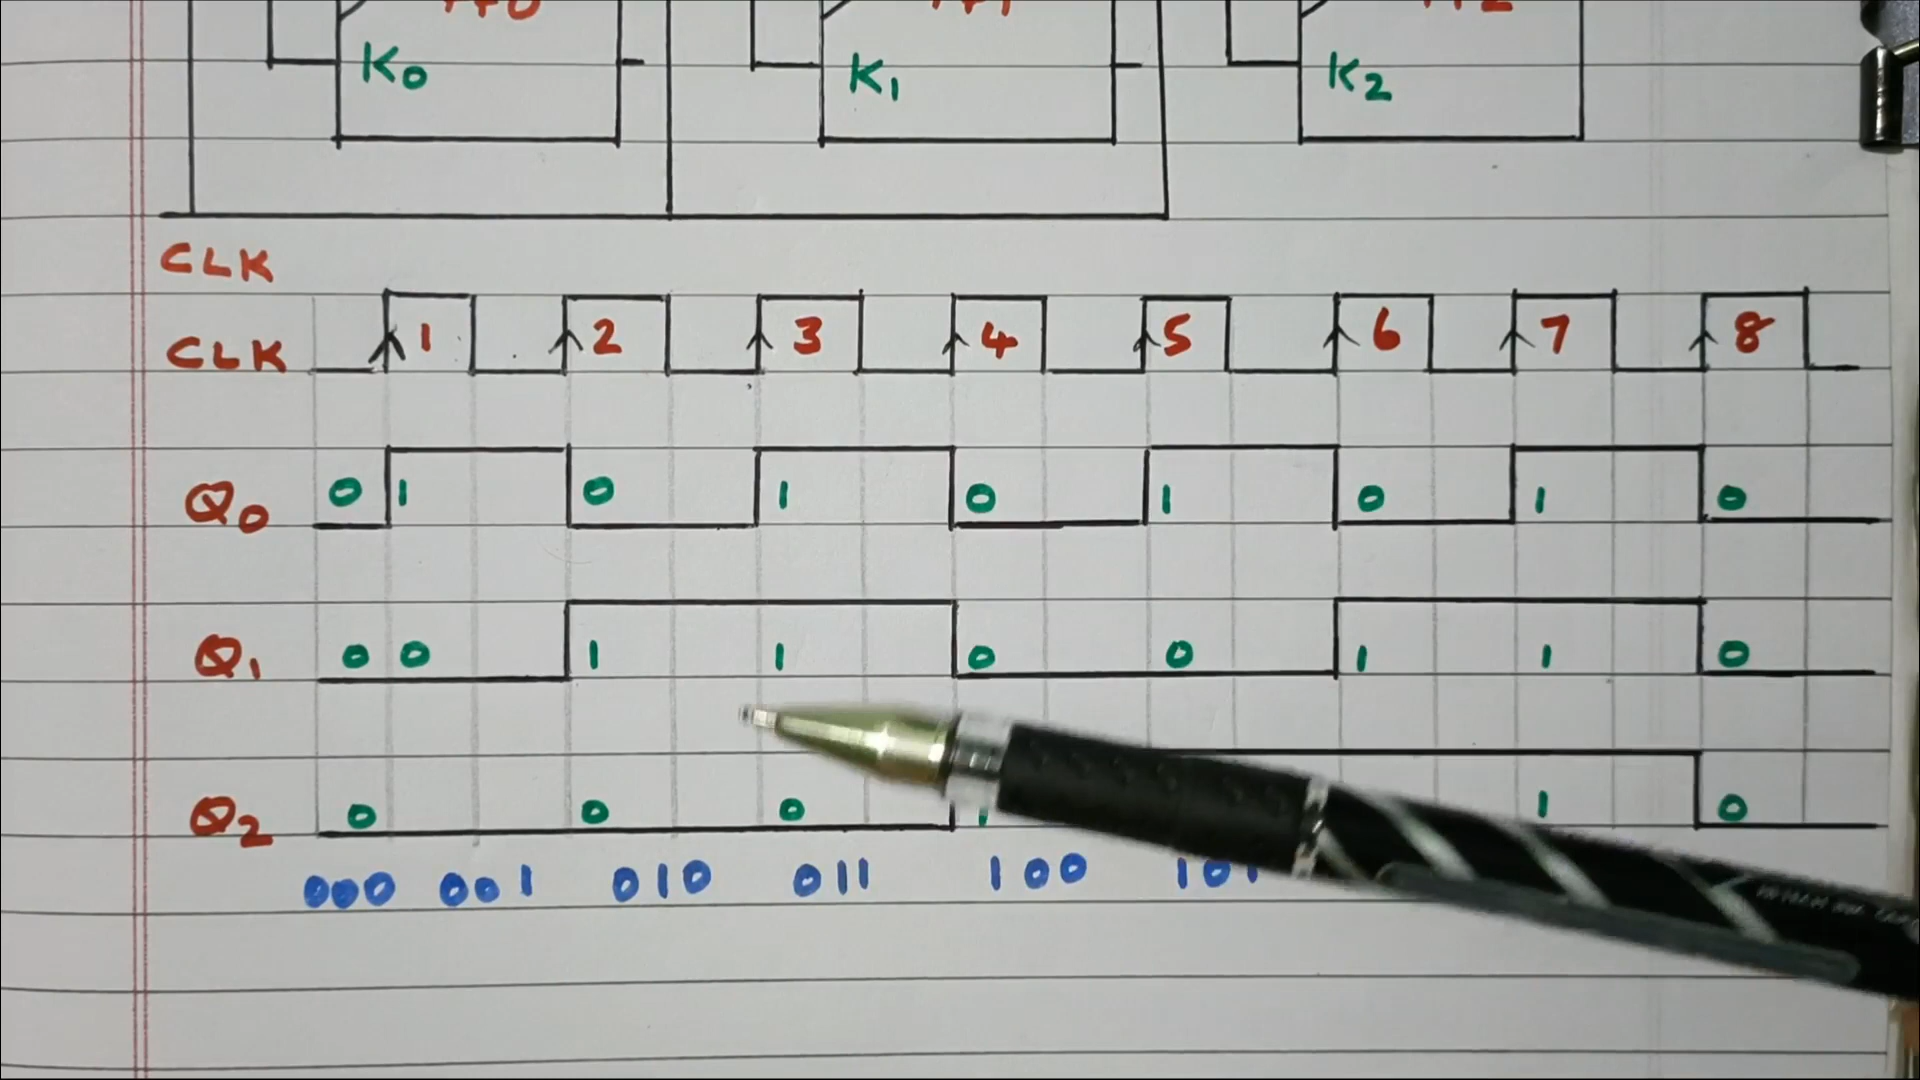 K0 K1 K2
CLK
CLK 1 2 3 4 5 6 7 8
Q0 0 1 0 1 0 1 0 1 0
Q1 0 0 1 1 0 0 1 1 0
Q2 0 0 0 1 0
000 001 010 011 100